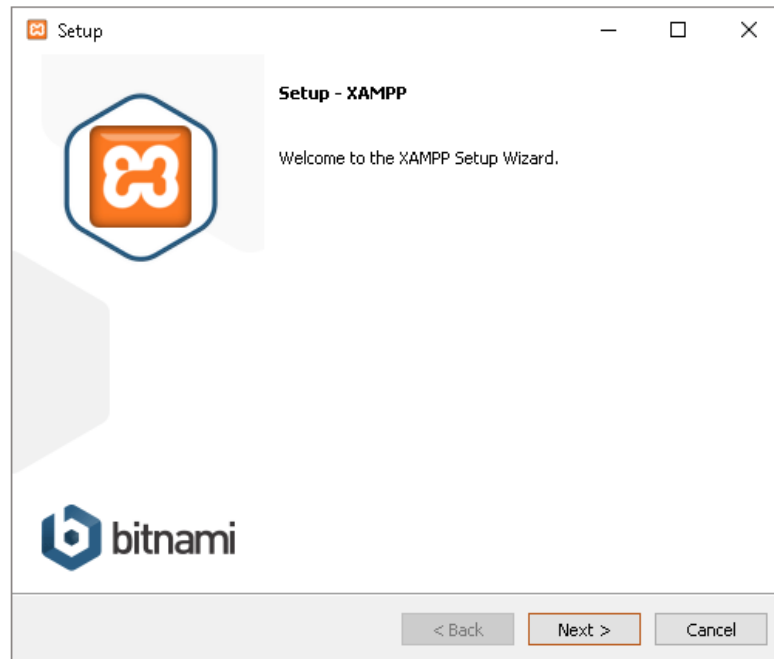 Setup
Setup - XAMPP
Welcome to the XAMPP Setup Wizard.
bitnami
< Back
Next >
Cancel